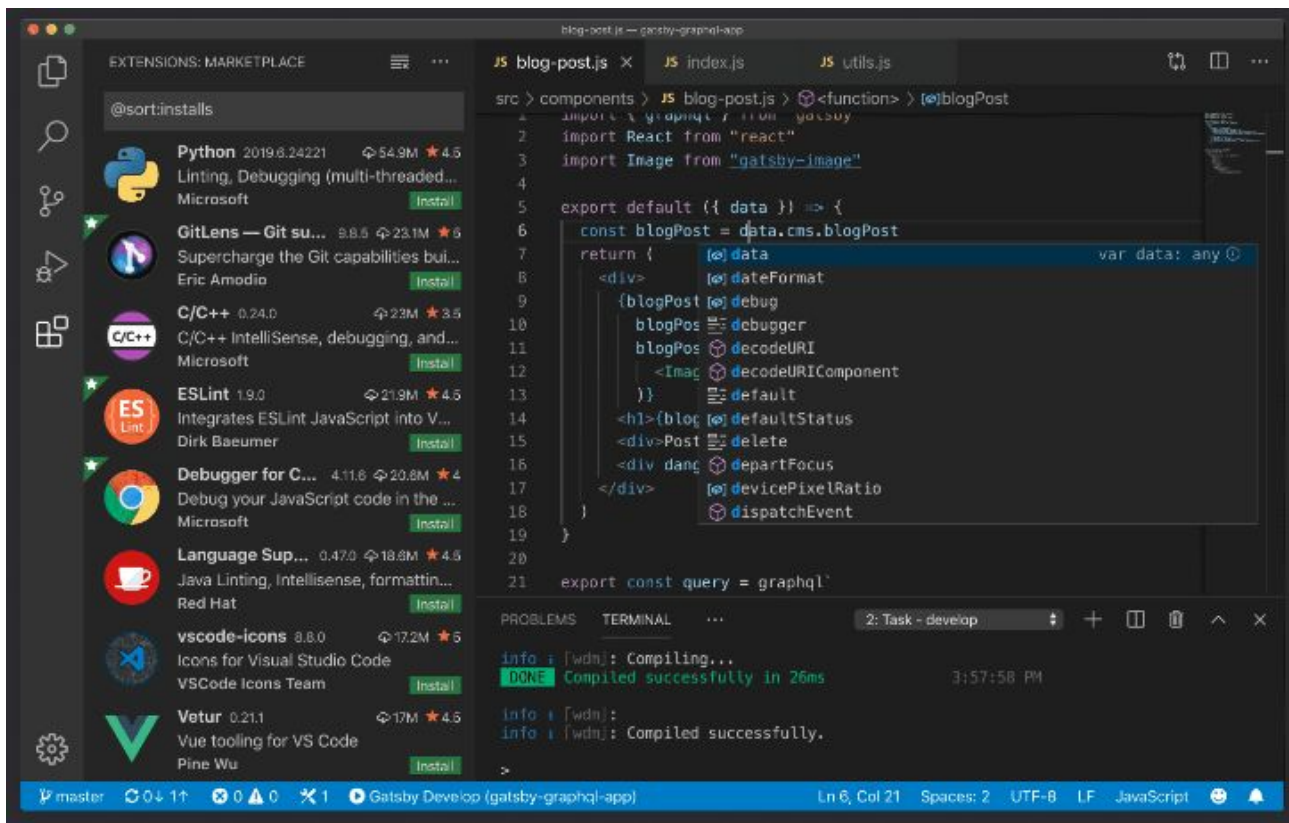 blog-post.js — gatsby-graphql-app
EXTENSIONS: MARKETPLACE
@sort:installs
Python 2019.6.24221 54.9M ★4.5
Linting, Debugging (multi-threaded...
Microsoft Install
GitLens — Git su... 9.8.5 23.1M ★5
Supercharge the Git capabilities bui...
Eric Amodio Install
C/C++
C/C++ 0.24.0 23M ★3.5
C/C++ IntelliSense, debugging, and...
Microsoft Install
ES
Lint
ESLint 1.9.0 21.9M ★4.5
Integrates ESLint JavaScript into V...
Dirk Baeumer Install
Debugger for C... 4.11.6 20.6M ★4
Debug your JavaScript code in the ...
Microsoft Install
Language Sup... 0.47.0 18.6M ★4.5
Java Linting, Intellisense, formattin...
Red Hat Install
vscode-icons 8.8.0 17.2M ★5
Icons for Visual Studio Code
VSCode Icons Team Install
Vetur 0.21.1 17M ★4.5
Vue tooling for VS Code
Pine Wu Install
JS blog-post.js × JS index.js JS utils.js
src > components > JS blog-post.js > <function> > blogPost
1 import { graphql } from "gatsby"
2 import React from "react"
3 import Image from "gatsby-image"
4
5 export default ({ data }) => {
6 const blogPost = data.cms.blogPost
7 return (
8 <div>
9 {blogPost
10 blogPos
11 blogPos
12 <Imag
13 )}
14 <h1>{blog
15 <div>Post
16 <div dang
17 </div>
18 )
19 }
20
21 export const query = graphql`
data var data: any
dateFormat
debug
debugger
decodeURI
decodeURIComponent
default
defaultStatus
delete
departFocus
devicePixelRatio
dispatchEvent
PROBLEMS TERMINAL ... 2: Task - develop
info : [wdm]: Compiling...
DONE Compiled successfully in 26ms 3:57:58 PM
info : [wdm]:
info : [wdm]: Compiled successfully.
>
master 0↓ 1↑ 0 0 1 Gatsby Develop (gatsby-graphql-app) Ln 6, Col 21 Spaces: 2 UTF-8 LF JavaScript